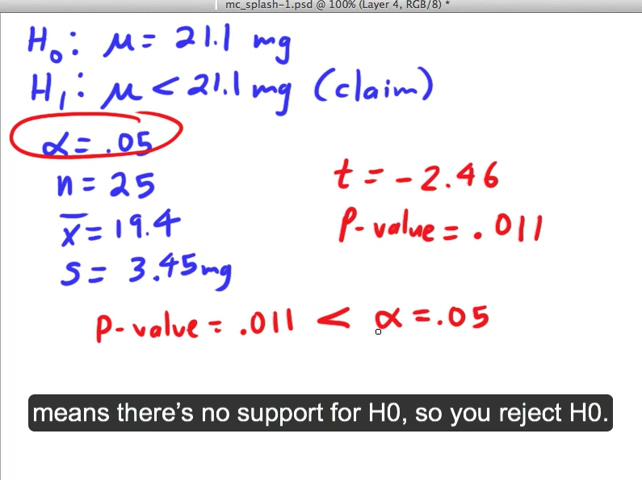 mc_splash-1.psd @ 100% (Layer 4, RGB/8) *
H₀: μ = 21.1 mg
H₁: μ < 21.1 mg (claim)
α = .05
n = 25
t = -2.46
x̅ = 19.4
P-value = .011
s = 3.45mg
P-value = .011 < α = .05
means there's no support for H0, so you reject H0.